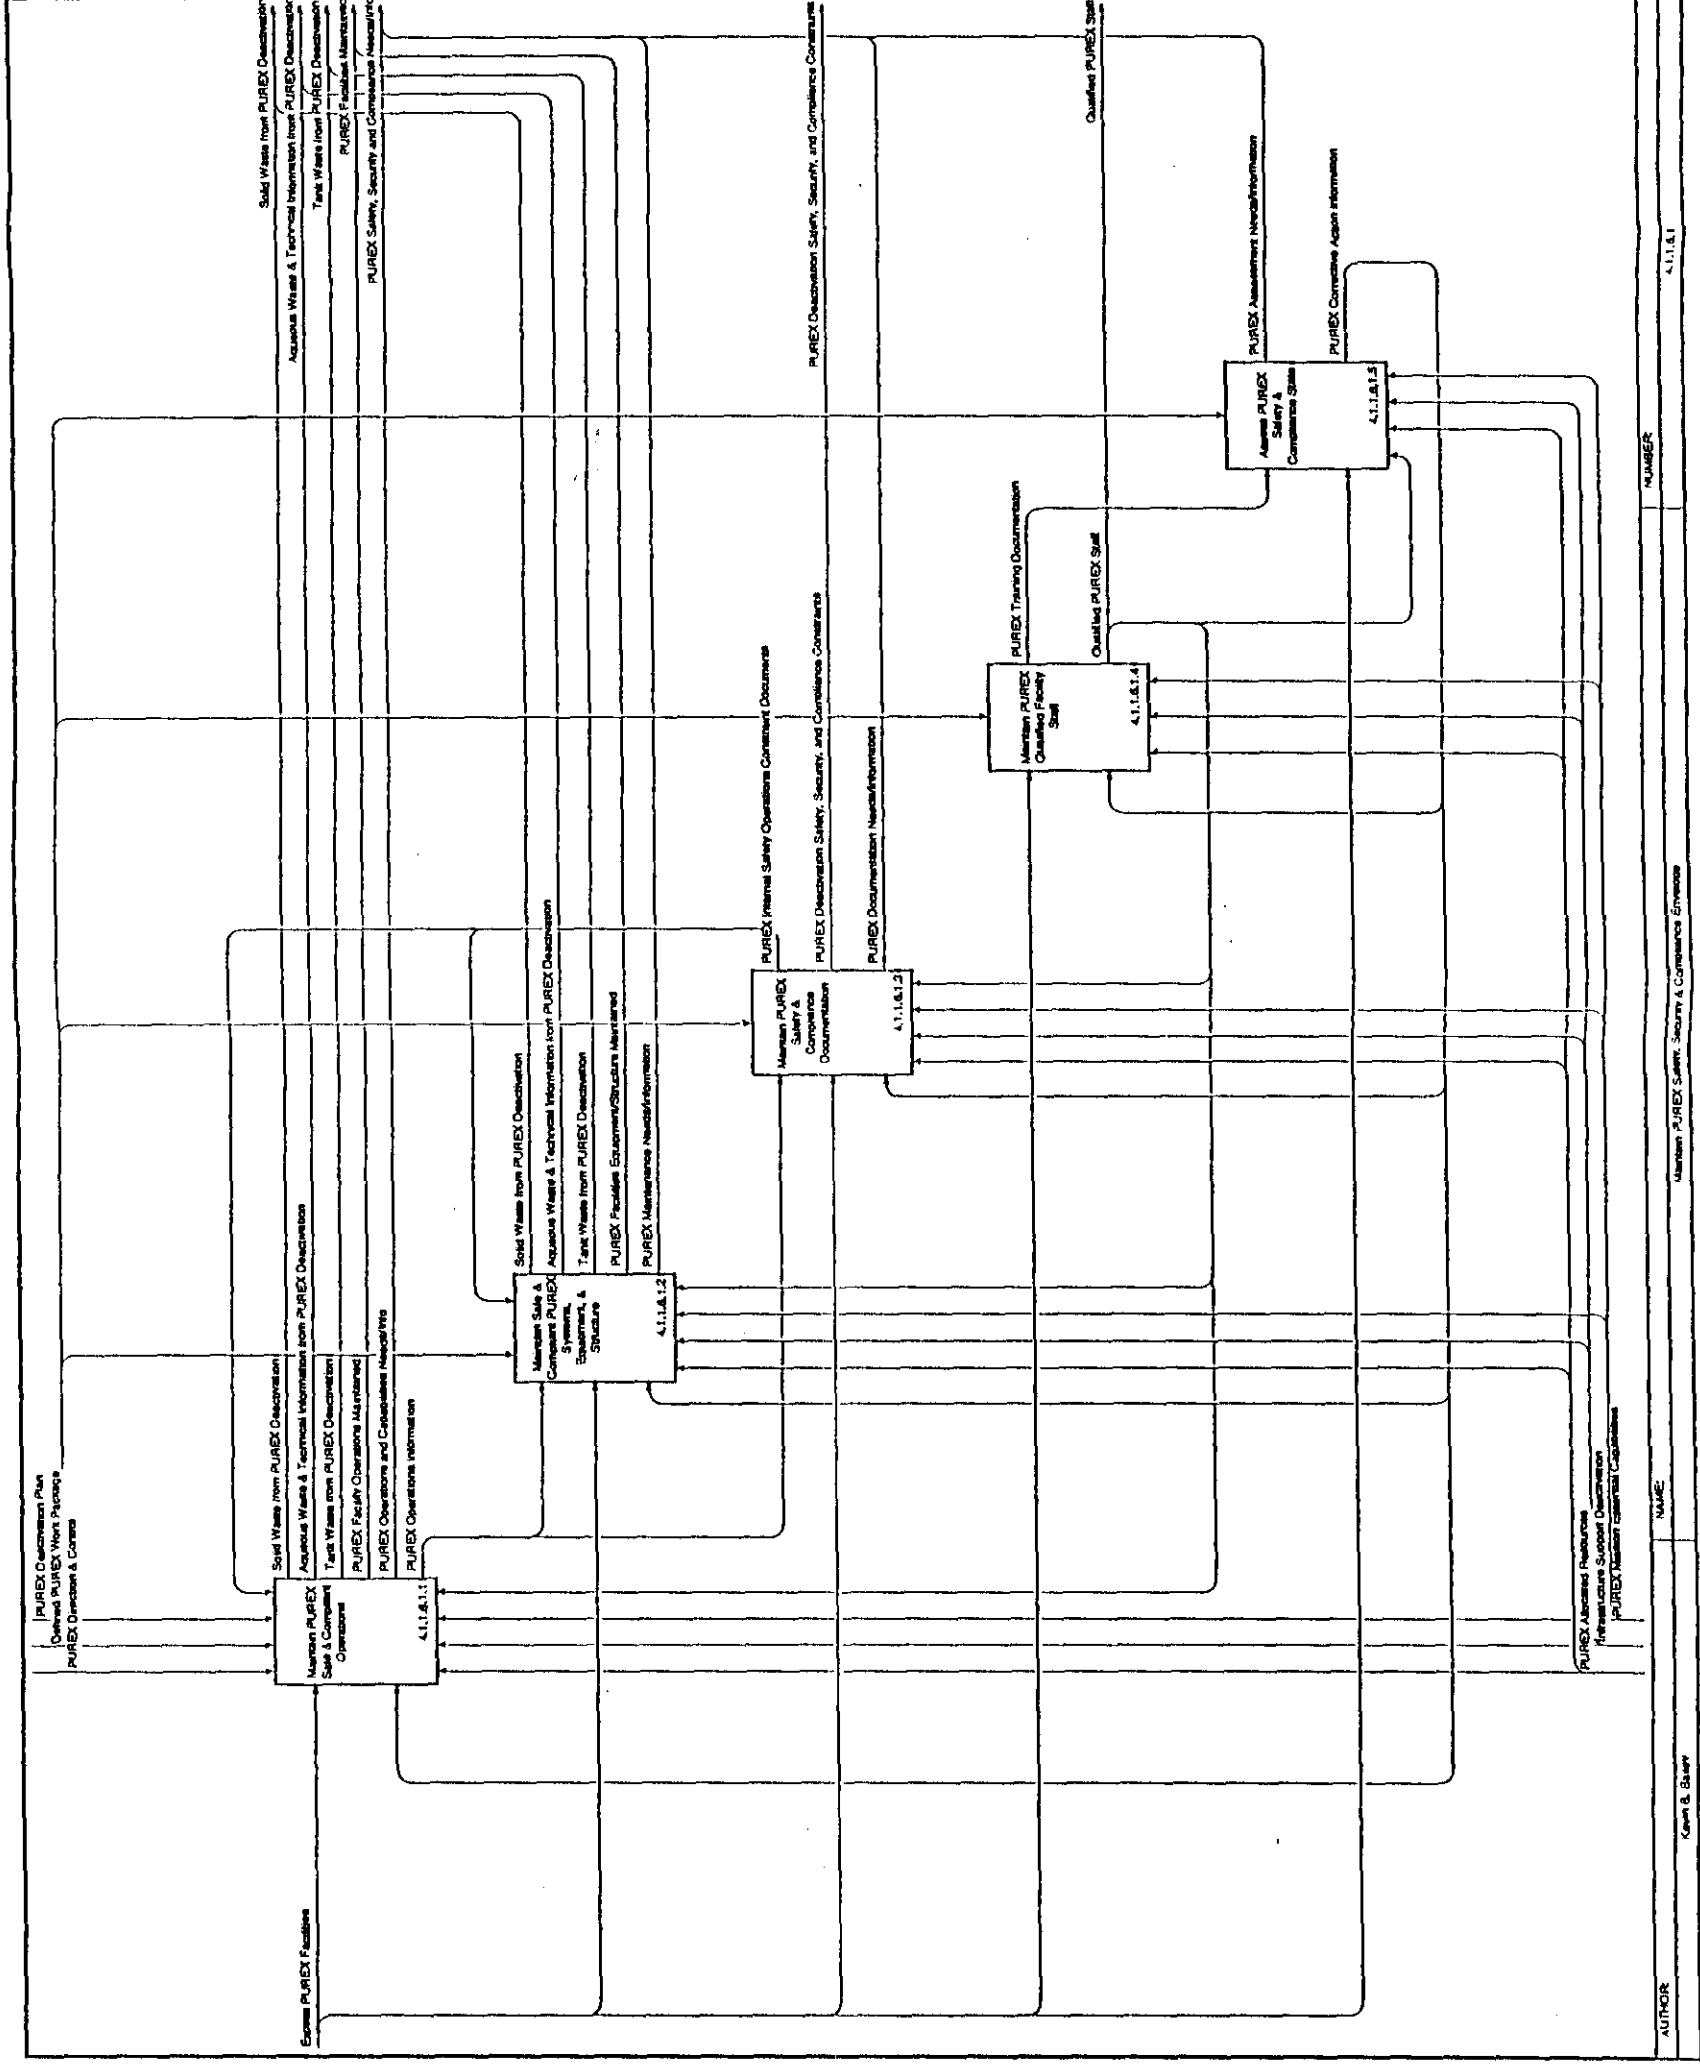 PUREX Deactivation Plan
Defined PUREX Work Package
PUREX Direction & Control
Excess PUREX Facilities
Maintain PUREX
Safe & Compliant
Operations
4.1.1.6.1.1
Solid Waste from PUREX Deactivation
Aqueous Waste & Technical Information from PUREX Deactivation
Tank Waste from PUREX Deactivation
PUREX Facility Operations Maintained
PUREX Operations and Capabilities Needs/Info
PUREX Operations Information
Maintain Safe &
Compliant PUREX
Systems,
Equipment, &
Structure
4.1.1.6.1.2
Solid Waste from PUREX Deactivation
Aqueous Waste & Technical Information from PUREX Deactivation
Tank Waste from PUREX Deactivation
PUREX Facilities Equipment/Structure Maintained
PUREX Maintenance Needs/Information
Maintain PUREX
Safety &
Compliance
Documentation
4.1.1.6.1.3
PUREX Internal Safety Operations Constraint Documents
PUREX Deactivation Safety, Security, and Compliance Constraints
PUREX Documentation Needs/Information
Maintain PUREX
Qualified Facility
Staff
4.1.1.6.1.4
PUREX Training Documentation
Qualified PUREX Staff
Assess PUREX
Safety &
Compliance State
4.1.1.6.1.5
PUREX Assessment Needs/Information
PUREX Corrective Action Information
Solid Waste from PUREX Deactivation
Aqueous Waste & Technical Information from PUREX Deactivation
Tank Waste from PUREX Deactivation
PUREX Facilities Maintained
PUREX Safety, Security and Compliance Needs/Info
PUREX Deactivation Safety, Security, and Compliance Constraints
Qualified PUREX Staff
PUREX Allocated Resources
Infrastructure Support Deactivation
PUREX Mission Essential Capabilities
AUTHOR:
Kevin B.
NAME:
Maintain PUREX Safety, Security & Compliance Envelope
NUMBER:
4.1.1.6.1